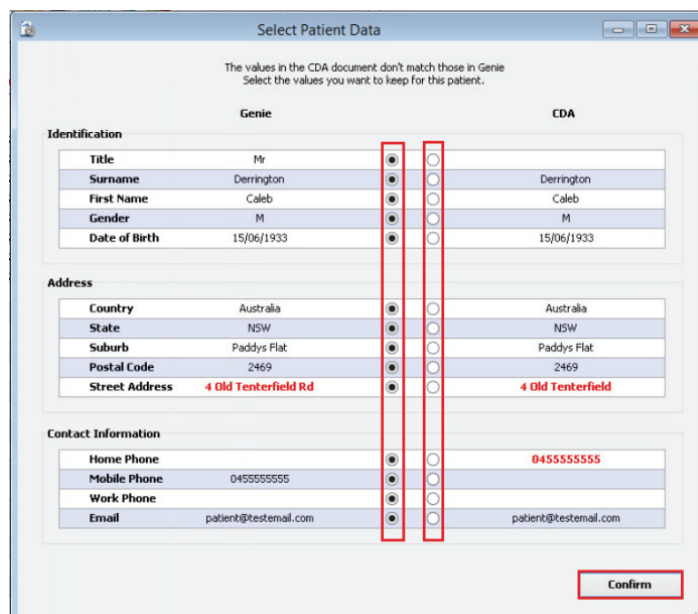 Select Patient Data
The values in the CDA document don't match those in Genie
Select the values you want to keep for this patient.
Genie CDA
Identification
Title Mr
Surname Derrington Derrington
First Name Caleb Caleb
Gender M M
Date of Birth 15/06/1933 15/06/1933
Address
Country Australia Australia
State NSW NSW
Suburb Paddys Flat Paddys Flat
Postal Code 2469 2469
Street Address 4 Old Tenterfield Rd 4 Old Tenterfield
Contact Information
Home Phone 0455555555
Mobile Phone 0455555555
Work Phone
Email patient@testemail.com patient@testemail.com
Confirm